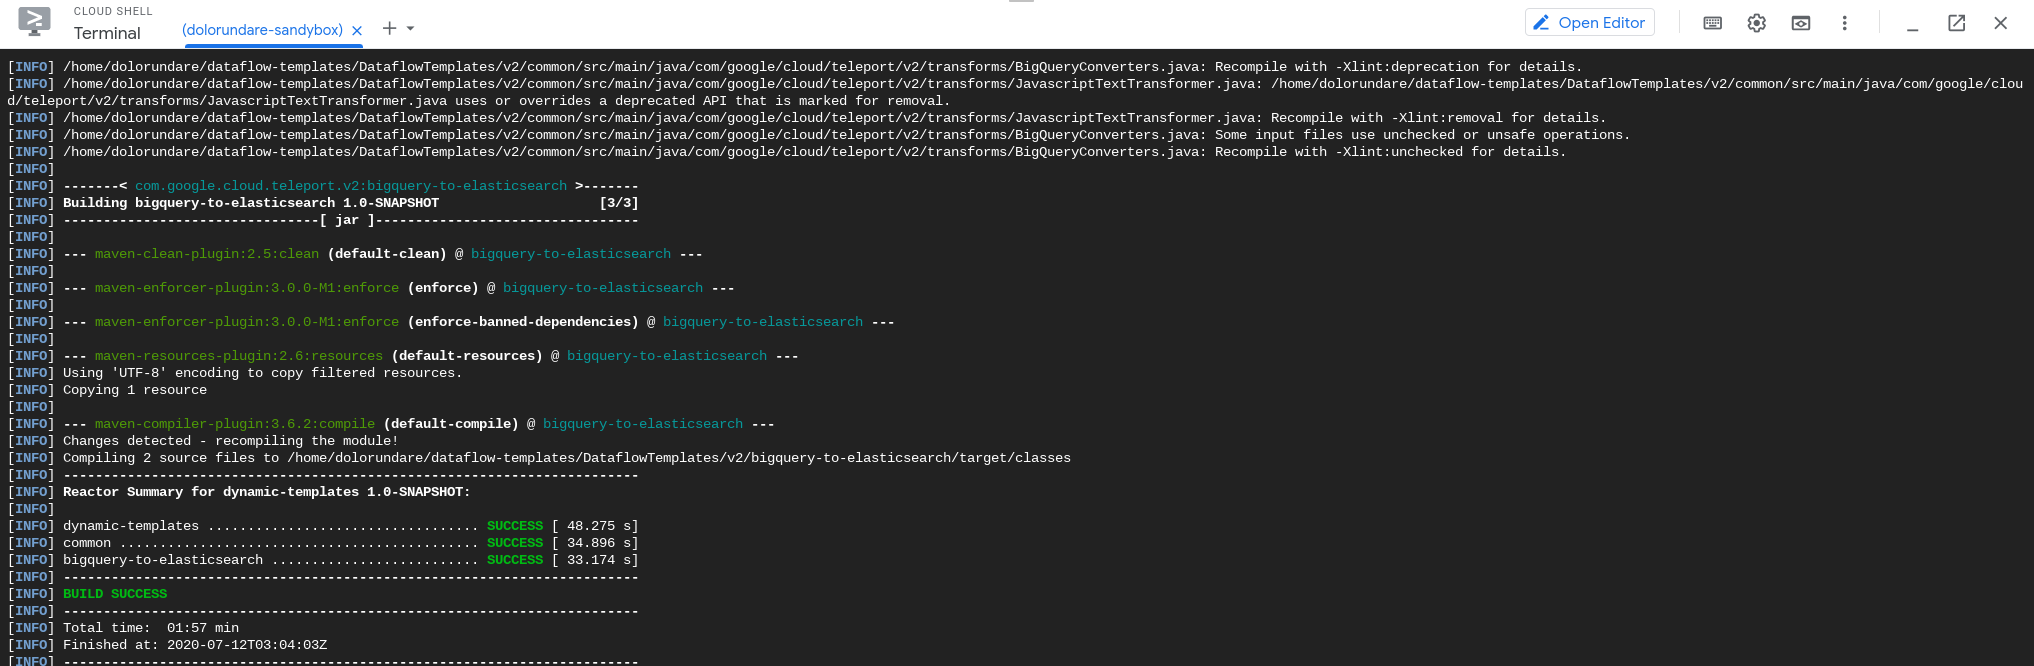 CLOUD SHELL
Terminal
(dolorundare-sandybox)
Open Editor
[INFO] /home/dolorundare/dataflow-templates/DataflowTemplates/v2/common/src/main/java/com/google/cloud/teleport/v2/transforms/BigQueryConverters.java: Recompile with -Xlint:deprecation for details.
[INFO] /home/dolorundare/dataflow-templates/DataflowTemplates/v2/common/src/main/java/com/google/cloud/teleport/v2/transforms/JavascriptTextTransformer.java: /home/dolorundare/dataflow-templates/DataflowTemplates/v2/common/src/main/java/com/google/clou
d/teleport/v2/transforms/JavascriptTextTransformer.java uses or overrides a deprecated API that is marked for removal.
[INFO] /home/dolorundare/dataflow-templates/DataflowTemplates/v2/common/src/main/java/com/google/cloud/teleport/v2/transforms/JavascriptTextTransformer.java: Recompile with -Xlint:removal for details.
[INFO] /home/dolorundare/dataflow-templates/DataflowTemplates/v2/common/src/main/java/com/google/cloud/teleport/v2/transforms/BigQueryConverters.java: Some input files use unchecked or unsafe operations.
[INFO] /home/dolorundare/dataflow-templates/DataflowTemplates/v2/common/src/main/java/com/google/cloud/teleport/v2/transforms/BigQueryConverters.java: Recompile with -Xlint:unchecked for details.
[INFO]
[INFO] -------< com.google.cloud.teleport.v2:bigquery-to-elasticsearch >-------
[INFO] Building bigquery-to-elasticsearch 1.0-SNAPSHOT                    [3/3]
[INFO] --------------------------------[ jar ]---------------------------------
[INFO]
[INFO] --- maven-clean-plugin:2.5:clean (default-clean) @ bigquery-to-elasticsearch ---
[INFO]
[INFO] --- maven-enforcer-plugin:3.0.0-M1:enforce (enforce) @ bigquery-to-elasticsearch ---
[INFO]
[INFO] --- maven-enforcer-plugin:3.0.0-M1:enforce (enforce-banned-dependencies) @ bigquery-to-elasticsearch ---
[INFO]
[INFO] --- maven-resources-plugin:2.6:resources (default-resources) @ bigquery-to-elasticsearch ---
[INFO] Using 'UTF-8' encoding to copy filtered resources.
[INFO] Copying 1 resource
[INFO]
[INFO] --- maven-compiler-plugin:3.6.2:compile (default-compile) @ bigquery-to-elasticsearch ---
[INFO] Changes detected - recompiling the module!
[INFO] Compiling 2 source files to /home/dolorundare/dataflow-templates/DataflowTemplates/v2/bigquery-to-elasticsearch/target/classes
[INFO] ------------------------------------------------------------------------
[INFO] Reactor Summary for dynamic-templates 1.0-SNAPSHOT:
[INFO]
[INFO] dynamic-templates .................................. SUCCESS [ 48.275 s]
[INFO] common ............................................. SUCCESS [ 34.896 s]
[INFO] bigquery-to-elasticsearch .......................... SUCCESS [ 33.174 s]
[INFO] ------------------------------------------------------------------------
[INFO] BUILD SUCCESS
[INFO] ------------------------------------------------------------------------
[INFO] Total time:  01:57 min
[INFO] Finished at: 2020-07-12T03:04:03Z
[INFO] ------------------------------------------------------------------------